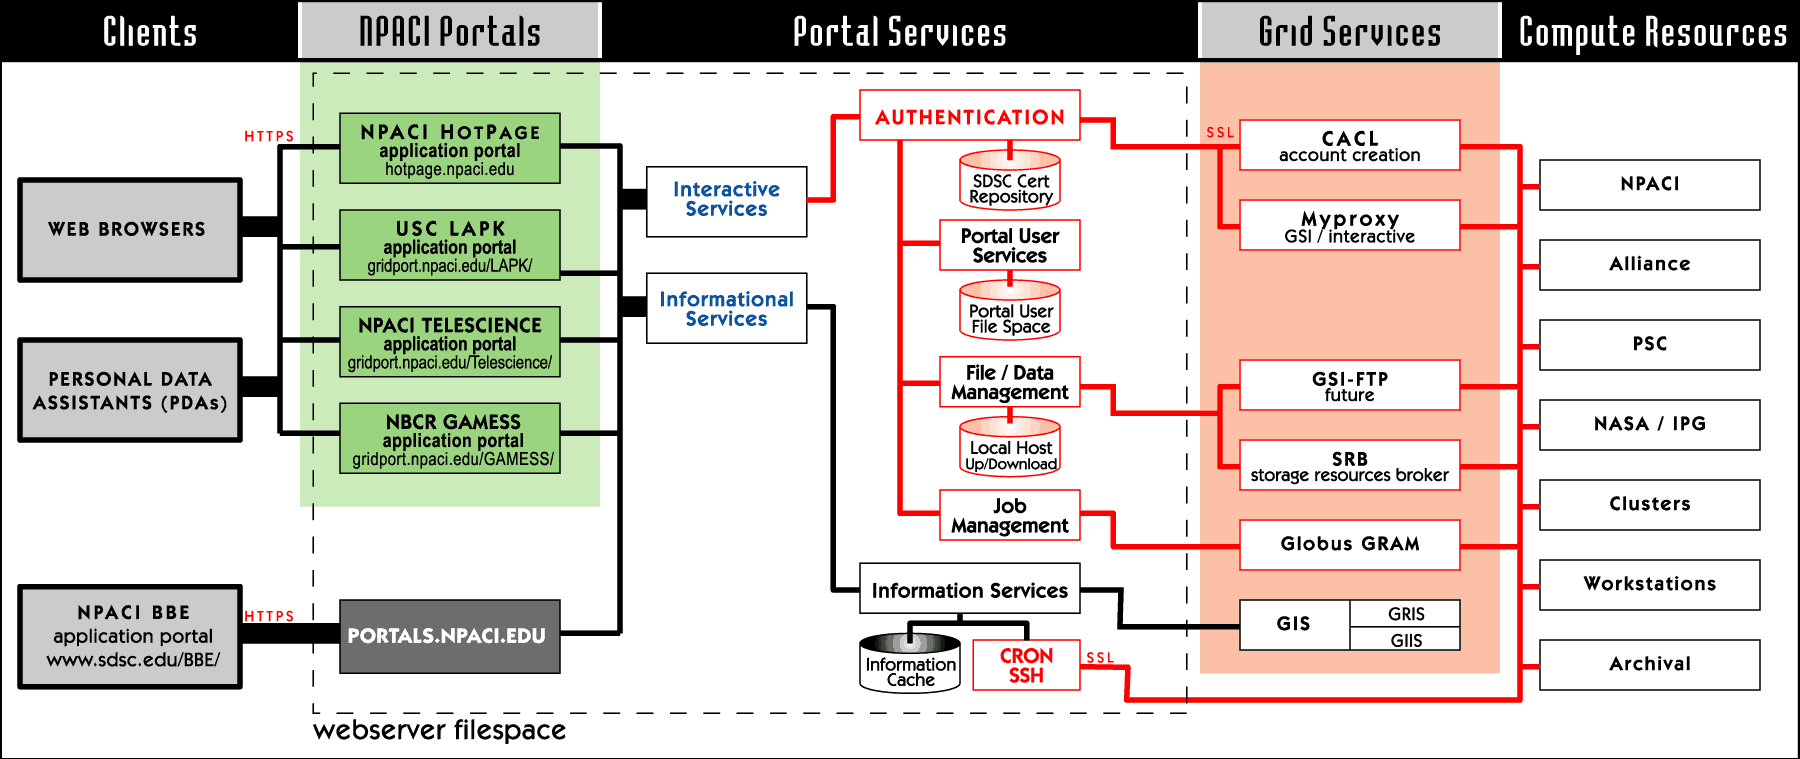 Clients
NPACI Portals
Portal Services
Grid Services
Compute Resources
HTTPS
WEB BROWSERS
PERSONAL DATA
ASSISTANTS (PDAs)
NPACI BBE
application portal
www.sdsc.edu/BBE/
HTTPS
NPACI HOTPAGE
application portal
hotpage.npaci.edu
USC LAPK
application portal
gridport.npaci.edu/LAPK/
NPACI TELESCIENCE
application portal
gridport.npaci.edu/Telescience/
NBCR GAMESS
application portal
gridport.npaci.edu/GAMESS/
PORTALS.NPACI.EDU
webserver filespace
Interactive
Services
Informational
Services
AUTHENTICATION
SDSC Cert
Repository
Portal User
Services
Portal User
File Space
File / Data
Management
Local Host
Up/Download
Job
Management
Information Services
Information
Cache
CRON
SSH
SSL
SSL
CACL
account creation
Myproxy
GSI / interactive
GSI-FTP
future
SRB
storage resources broker
Globus GRAM
GIS
GRIS
GIIS
NPACI
Alliance
PSC
NASA / IPG
Clusters
Workstations
Archival